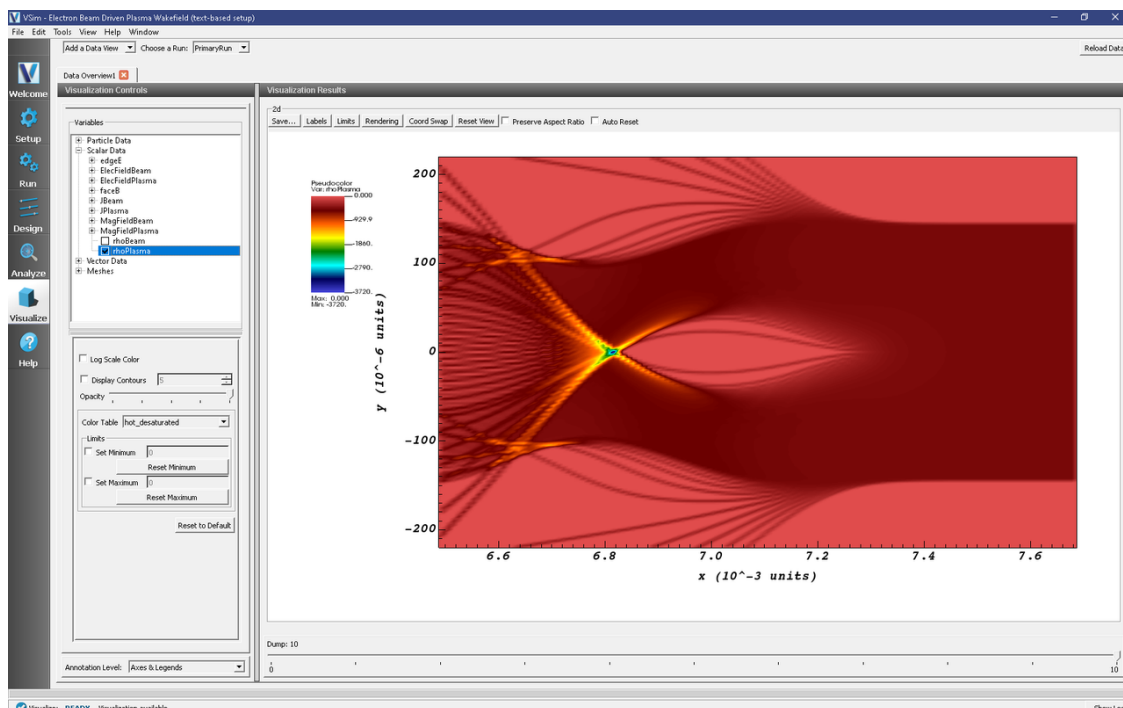 VSim - Electron Beam Driven Plasma Wakefield (text-based setup)
File Edit Tools View Help Window
Add a Data View Choose a Run: PrimaryRun
Reload Data
Data Overview1
Welcome
Setup
Run
Design
Analyze
Visualize
Help
Visualization Controls
Variables
Particle Data
Scalar Data
edgeE
ElecFieldBeam
ElecFieldPlasma
faceB
JBeam
JPlasma
MagFieldBeam
MagFieldPlasma
rhoBeam
rhoPlasma
Vector Data
Meshes
Log Scale Color
Display Contours 5
Opacity
Color Table hot_desaturated
Limits
Set Minimum 0
Reset Minimum
Set Maximum 0
Reset Maximum
Reset to Default
Annotation Level: Axes & Legends
Visualization Results
2d
Save... Labels Limits Rendering Coord Swap Reset View Preserve Aspect Ratio Auto Reset
Pseudocolor
Var: rhoPlasma
0.000
-929.9
-1860.
-2790.
-3720.
Max: 0.000
Min: -3720.
y (10^-6 units)
200
100
0
-100
-200
6.6 6.8 7.0 7.2 7.4 7.6
x (10^-3 units)
Dump: 10
0 10
READY